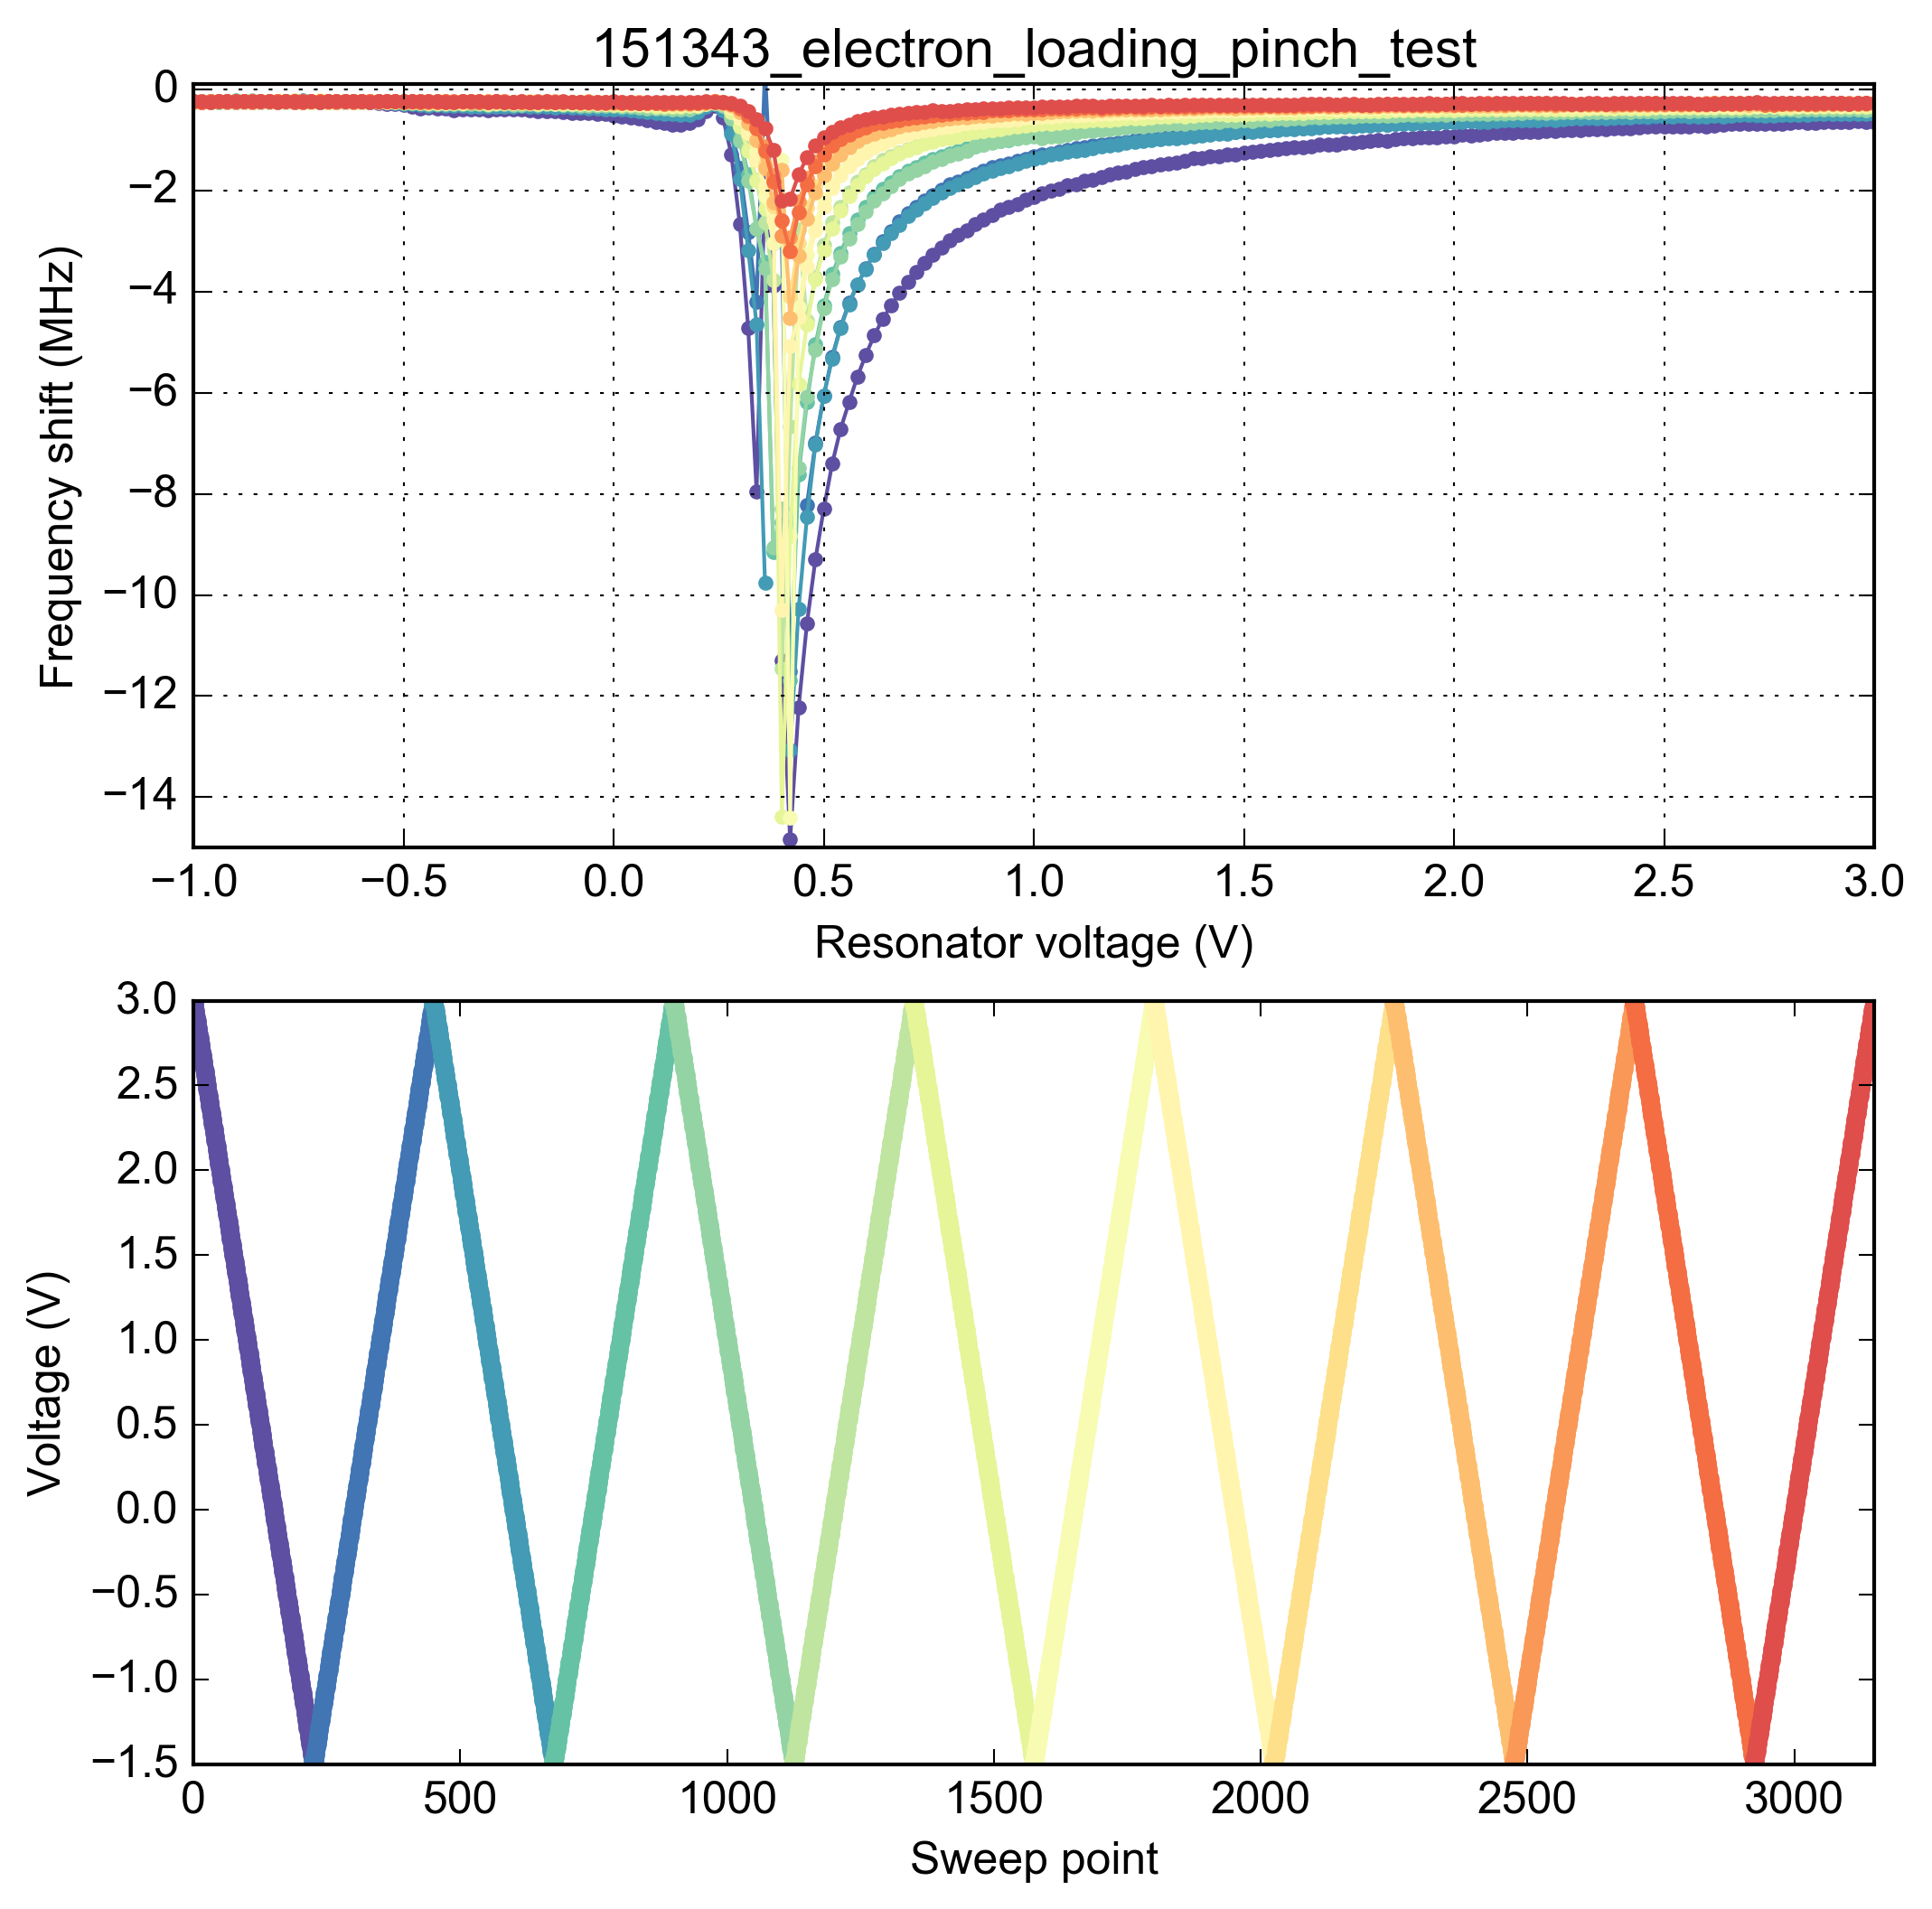 151343_electron_loading_pinch_test
0
−2
−4
−6
−8
−10
−12
−14
Frequency shift (MHz)
−1.0 −0.5 0.0 0.5 1.0 1.5 2.0 2.5 3.0
Resonator voltage (V)
3.0
2.5
2.0
1.5
1.0
0.5
0.0
−0.5
−1.0
−1.5
Voltage (V)
0 500 1000 1500 2000 2500 3000
Sweep point